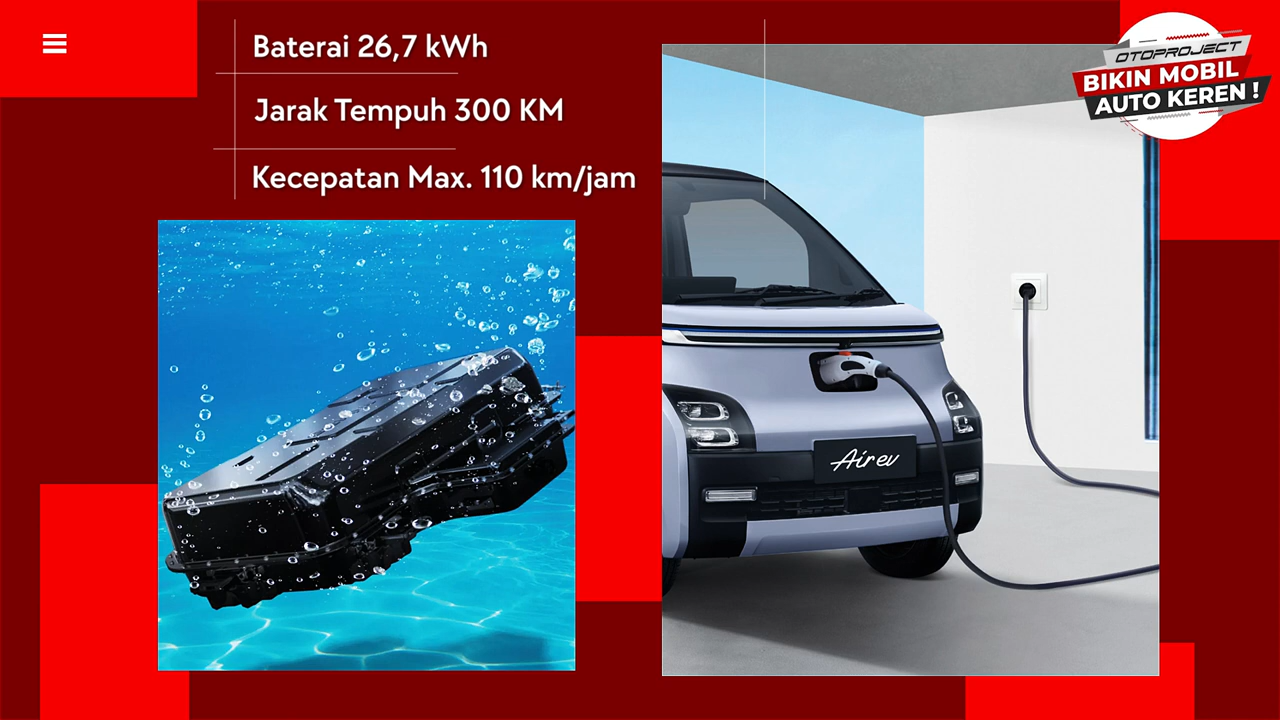 Baterai 26,7 kWh
Jarak Tempuh 300 KM
Kecepatan Max. 110 km/jam
OTOPROJECT
BIKIN MOBIL
AUTO KEREN !
Air ev